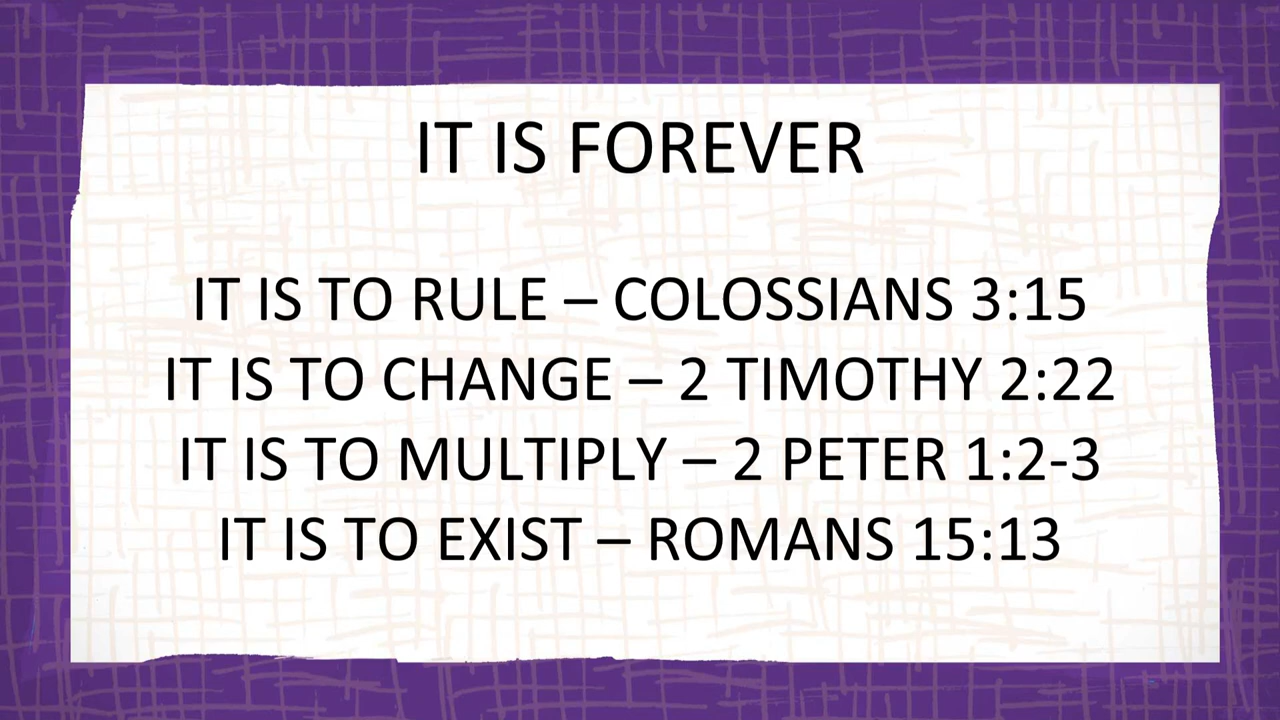 IT IS FOREVER
IT IS TO RULE – COLOSSIANS 3:15
IT IS TO CHANGE – 2 TIMOTHY 2:22
IT IS TO MULTIPLY – 2 PETER 1:2-3
IT IS TO EXIST – ROMANS 15:13